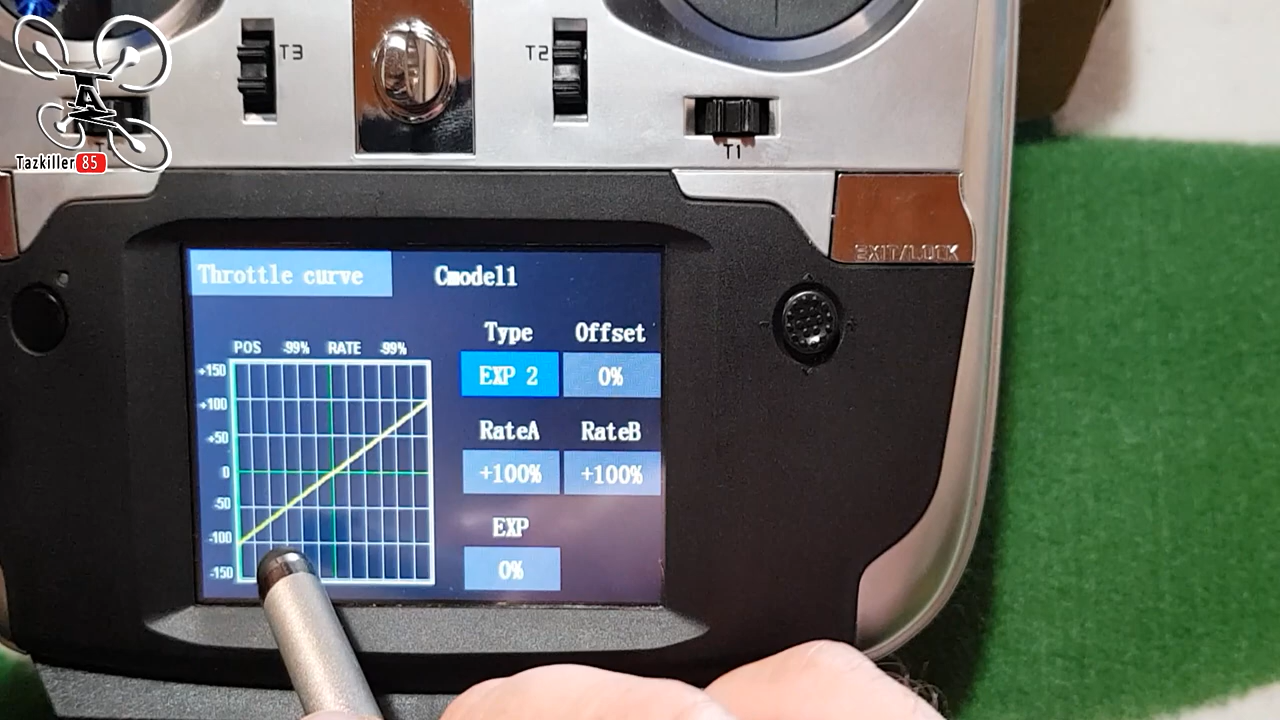 T3
T2
T1
A
Tazkiller 85
EXIT/LOCK
Throttle curve
Cmodel1
Type
Offset
POS -99% RATE -99%
EXP 2
0%
+150
+100
+50
0
-50
-100
-150
RateA
RateB
+100%
+100%
EXP
0%